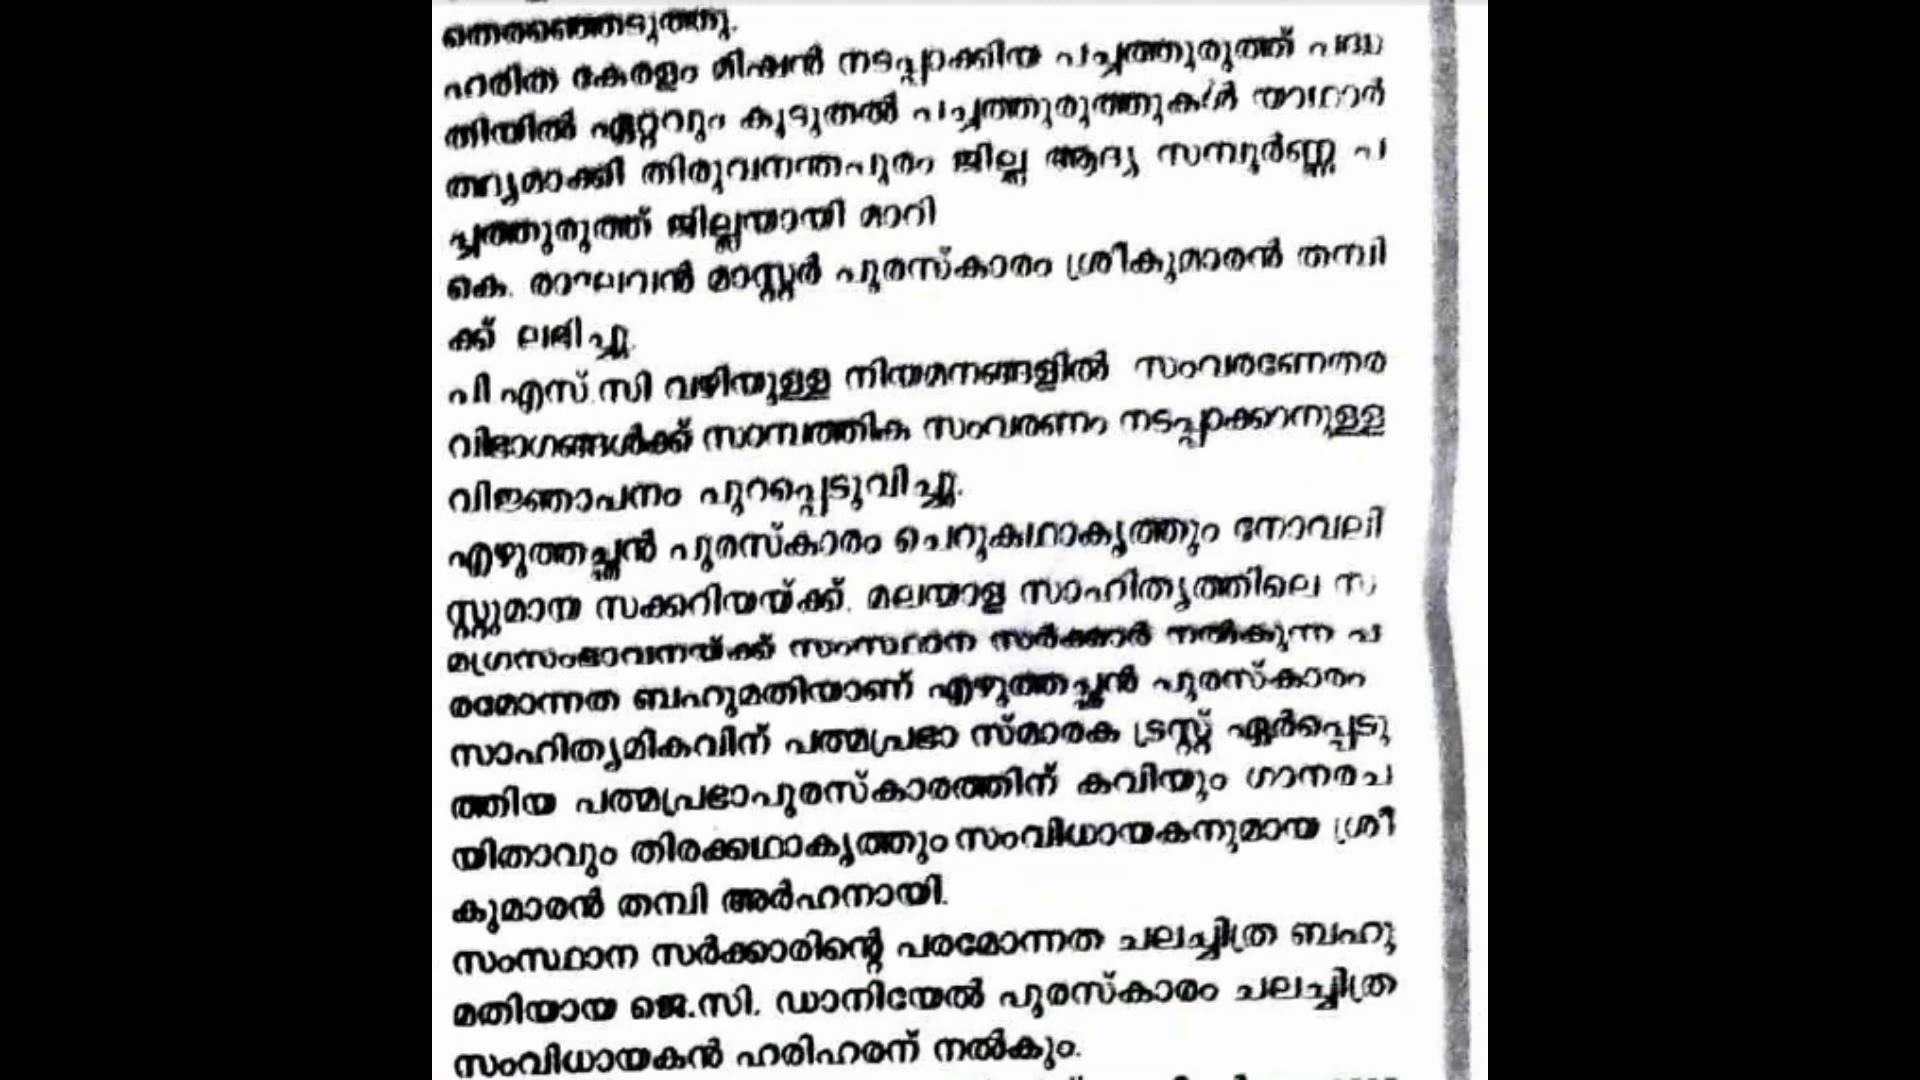 തെരഞ്ഞെടുത്തു.
ഹരിത കേരളം മിഷൻ നടപ്പാക്കിയ പച്ചത്തുരുത്ത് പദ്ധ
തിയിൽ ഏറ്റവും കൂടുതൽ പച്ചത്തുരുത്തുകൾ യാഥാർ
ത്ഥ്യമാക്കി തിരുവനന്തപുരം ജില്ല ആദ്യ സമ്പൂർണ്ണ പ
ച്ചത്തുരുത്ത് ജില്ലയായി മാറി
കെ. രാഘവൻ മാസ്റ്റർ പുരസ്കാരം ശ്രീകുമാരൻ തമ്പി
ക്ക് ലഭിച്ചു.
പി എസ്.സി വഴിയുള്ള നിയമനങ്ങളിൽ സംവരണേതര
വിഭാഗങ്ങൾക്ക് സാമ്പത്തിക സംവരണം നടപ്പാക്കാനുള്ള
വിജ്ഞാപനം പുറപ്പെടുവിച്ചു.
എഴുത്തച്ഛൻ പുരസ്കാരം ചെറുകഥാകൃത്തും നോവലി
സ്റ്റുമായ സക്കറിയയ്ക്ക്. മലയാള സാഹിത്യത്തിലെ സ
മഗ്രസംഭാവനയ്ക്ക് സംസ്ഥാന സർക്കാർ നൽകുന്ന പ
രമോന്നത ബഹുമതിയാണ് എഴുത്തച്ഛൻ പുരസ്കാരം
സാഹിത്യമികവിന് പത്മപ്രഭാ സ്മാരക ട്രസ്റ്റ് ഏർപ്പെടു
ത്തിയ പത്മപ്രഭാപുരസ്കാരത്തിന് കവിയും ഗാനരച
യിതാവും തിരക്കഥാകൃത്തും സംവിധായകനുമായ ശ്രീ
കുമാരൻ തമ്പി അർഹനായി.
സംസ്ഥാന സർക്കാരിന്റെ പരമോന്നത ചലച്ചിത്ര ബഹു
മതിയായ ജെ.സി. ഡാനിയേൽ പുരസ്കാരം ചലച്ചിത്ര
സംവിധായകൻ ഹരിഹരന് നൽകും.